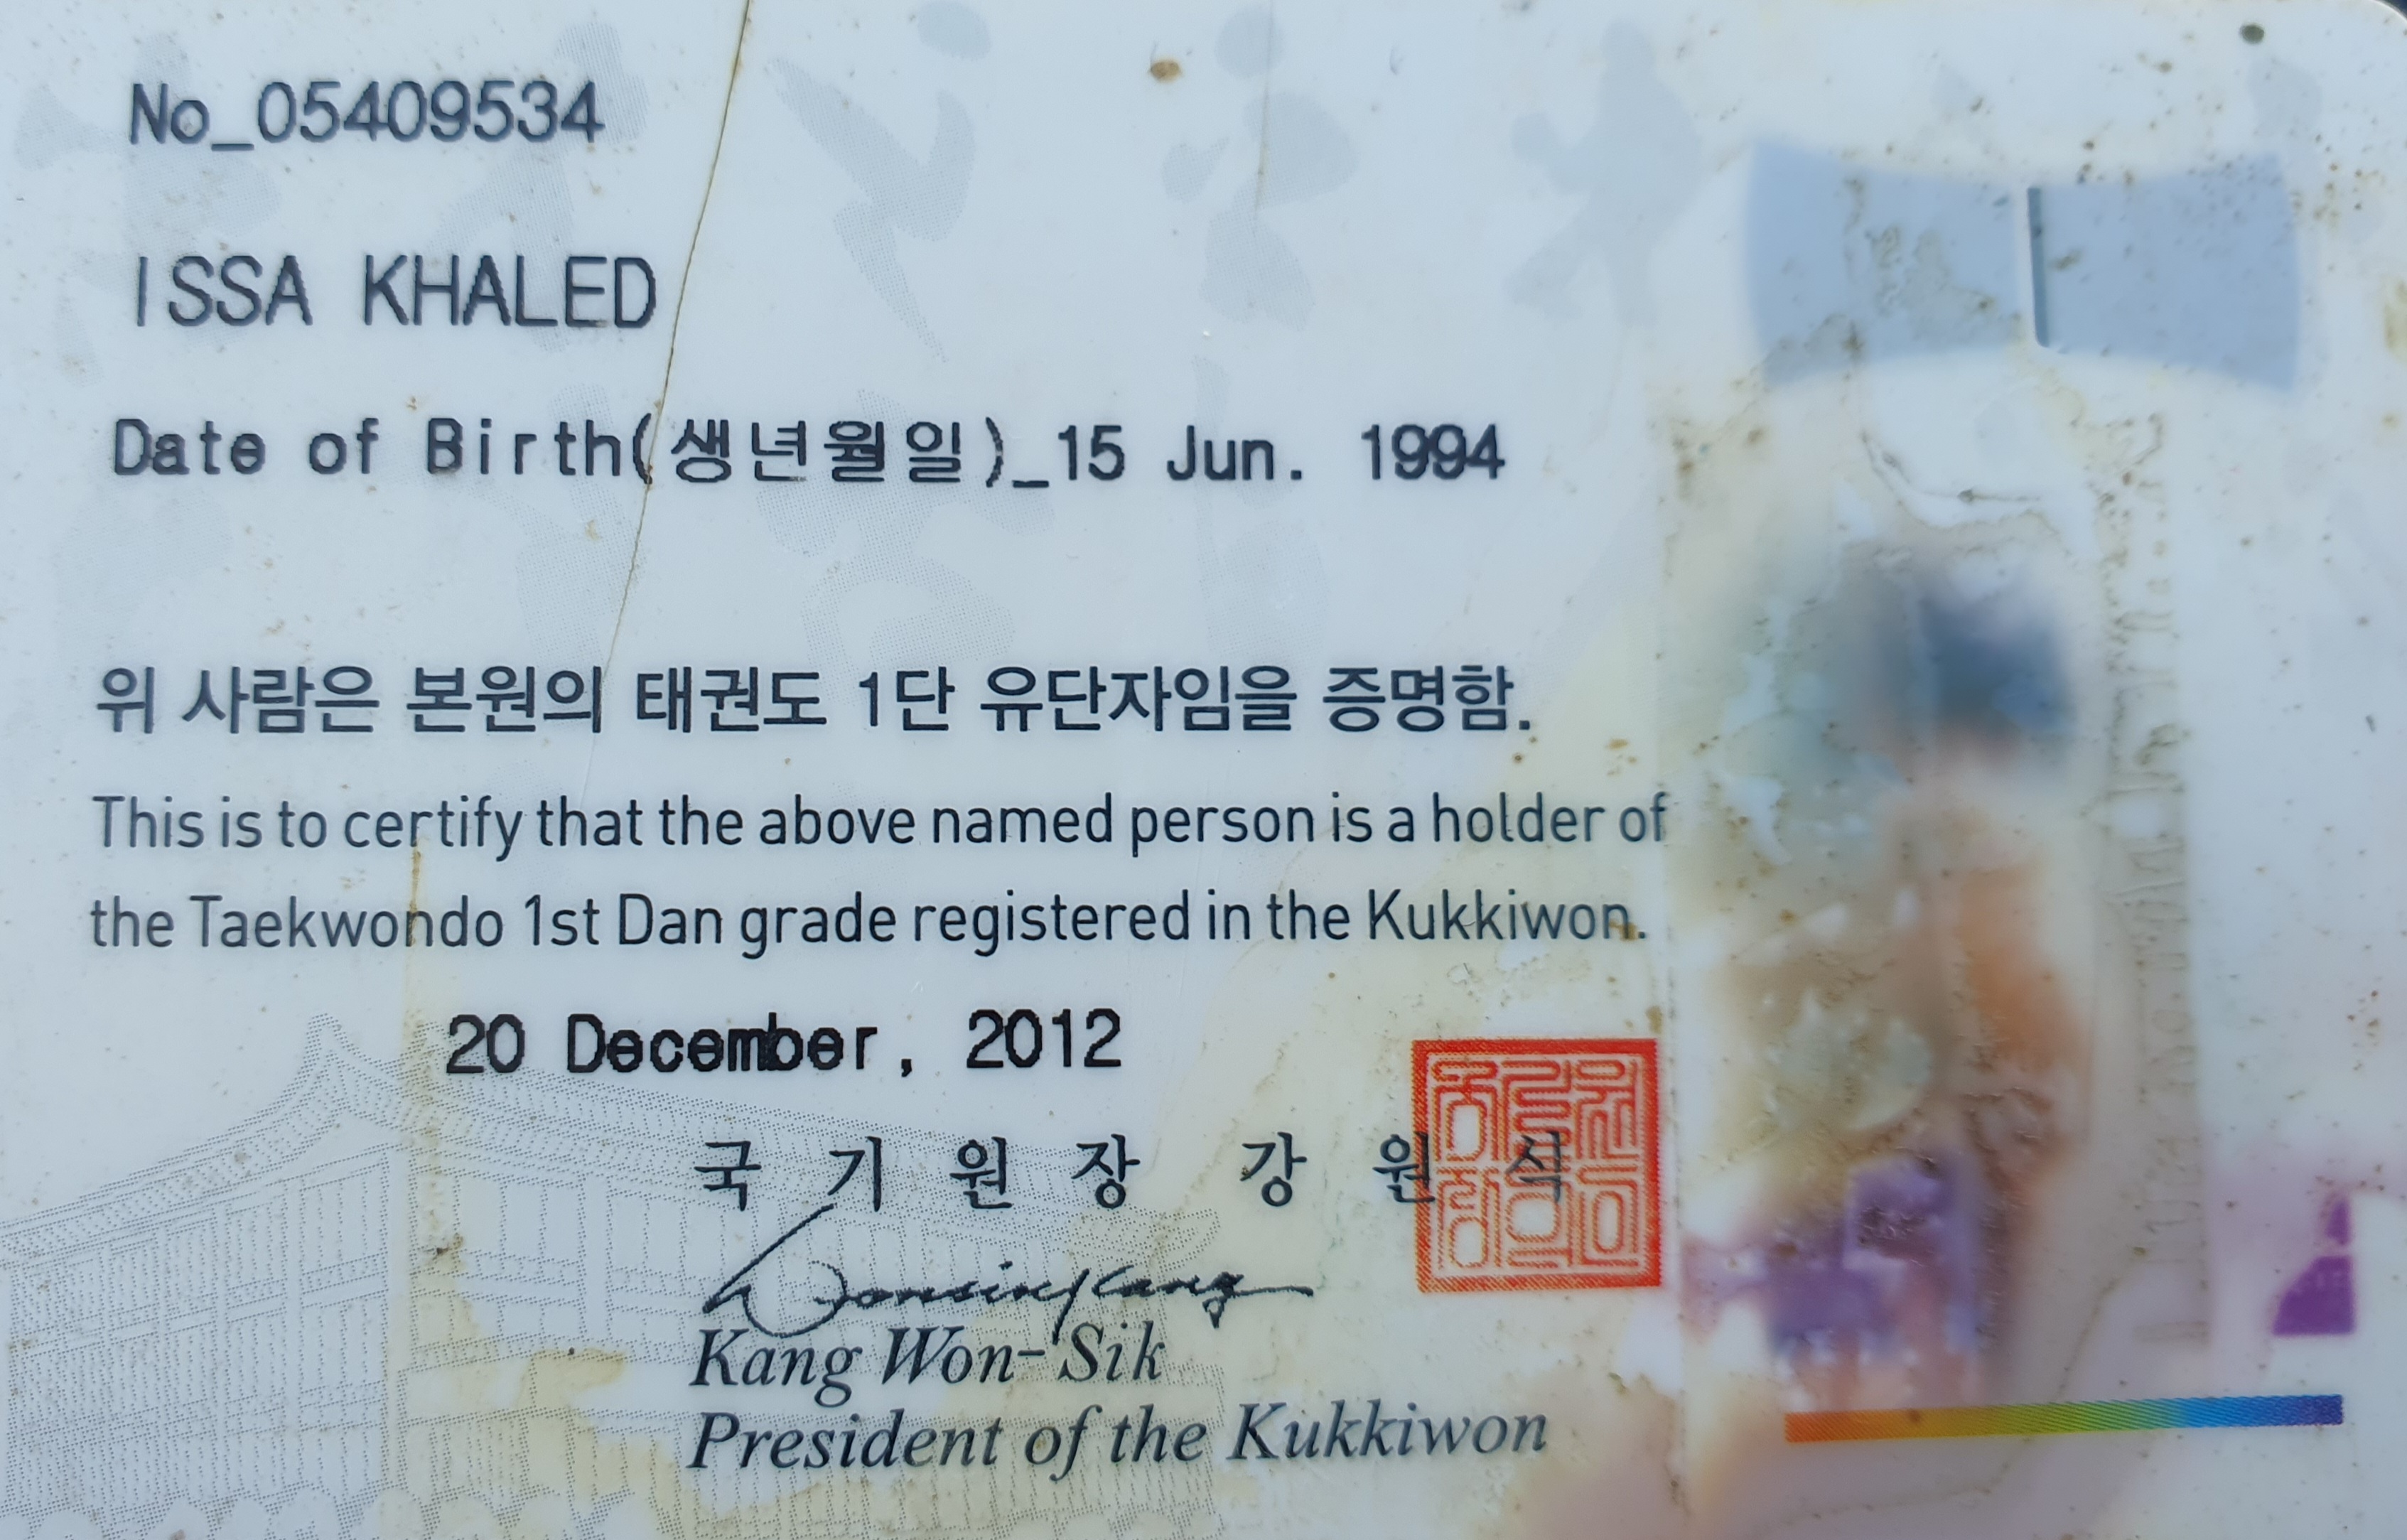 No_05409534
ISSA KHALED
Date of Birth(생년월일)_15 Jun. 1994
위 사람은 본원의 태권도 1단 유단자임을 증명함.
This is to certify that the above named person is a holder of
the Taekwondo 1st Dan grade registered in the Kukkiwon.
20 December, 2012
국 기 원 장 강 원 석
Wonsik Kang
Kang Won-Sik
President of the Kukkiwon